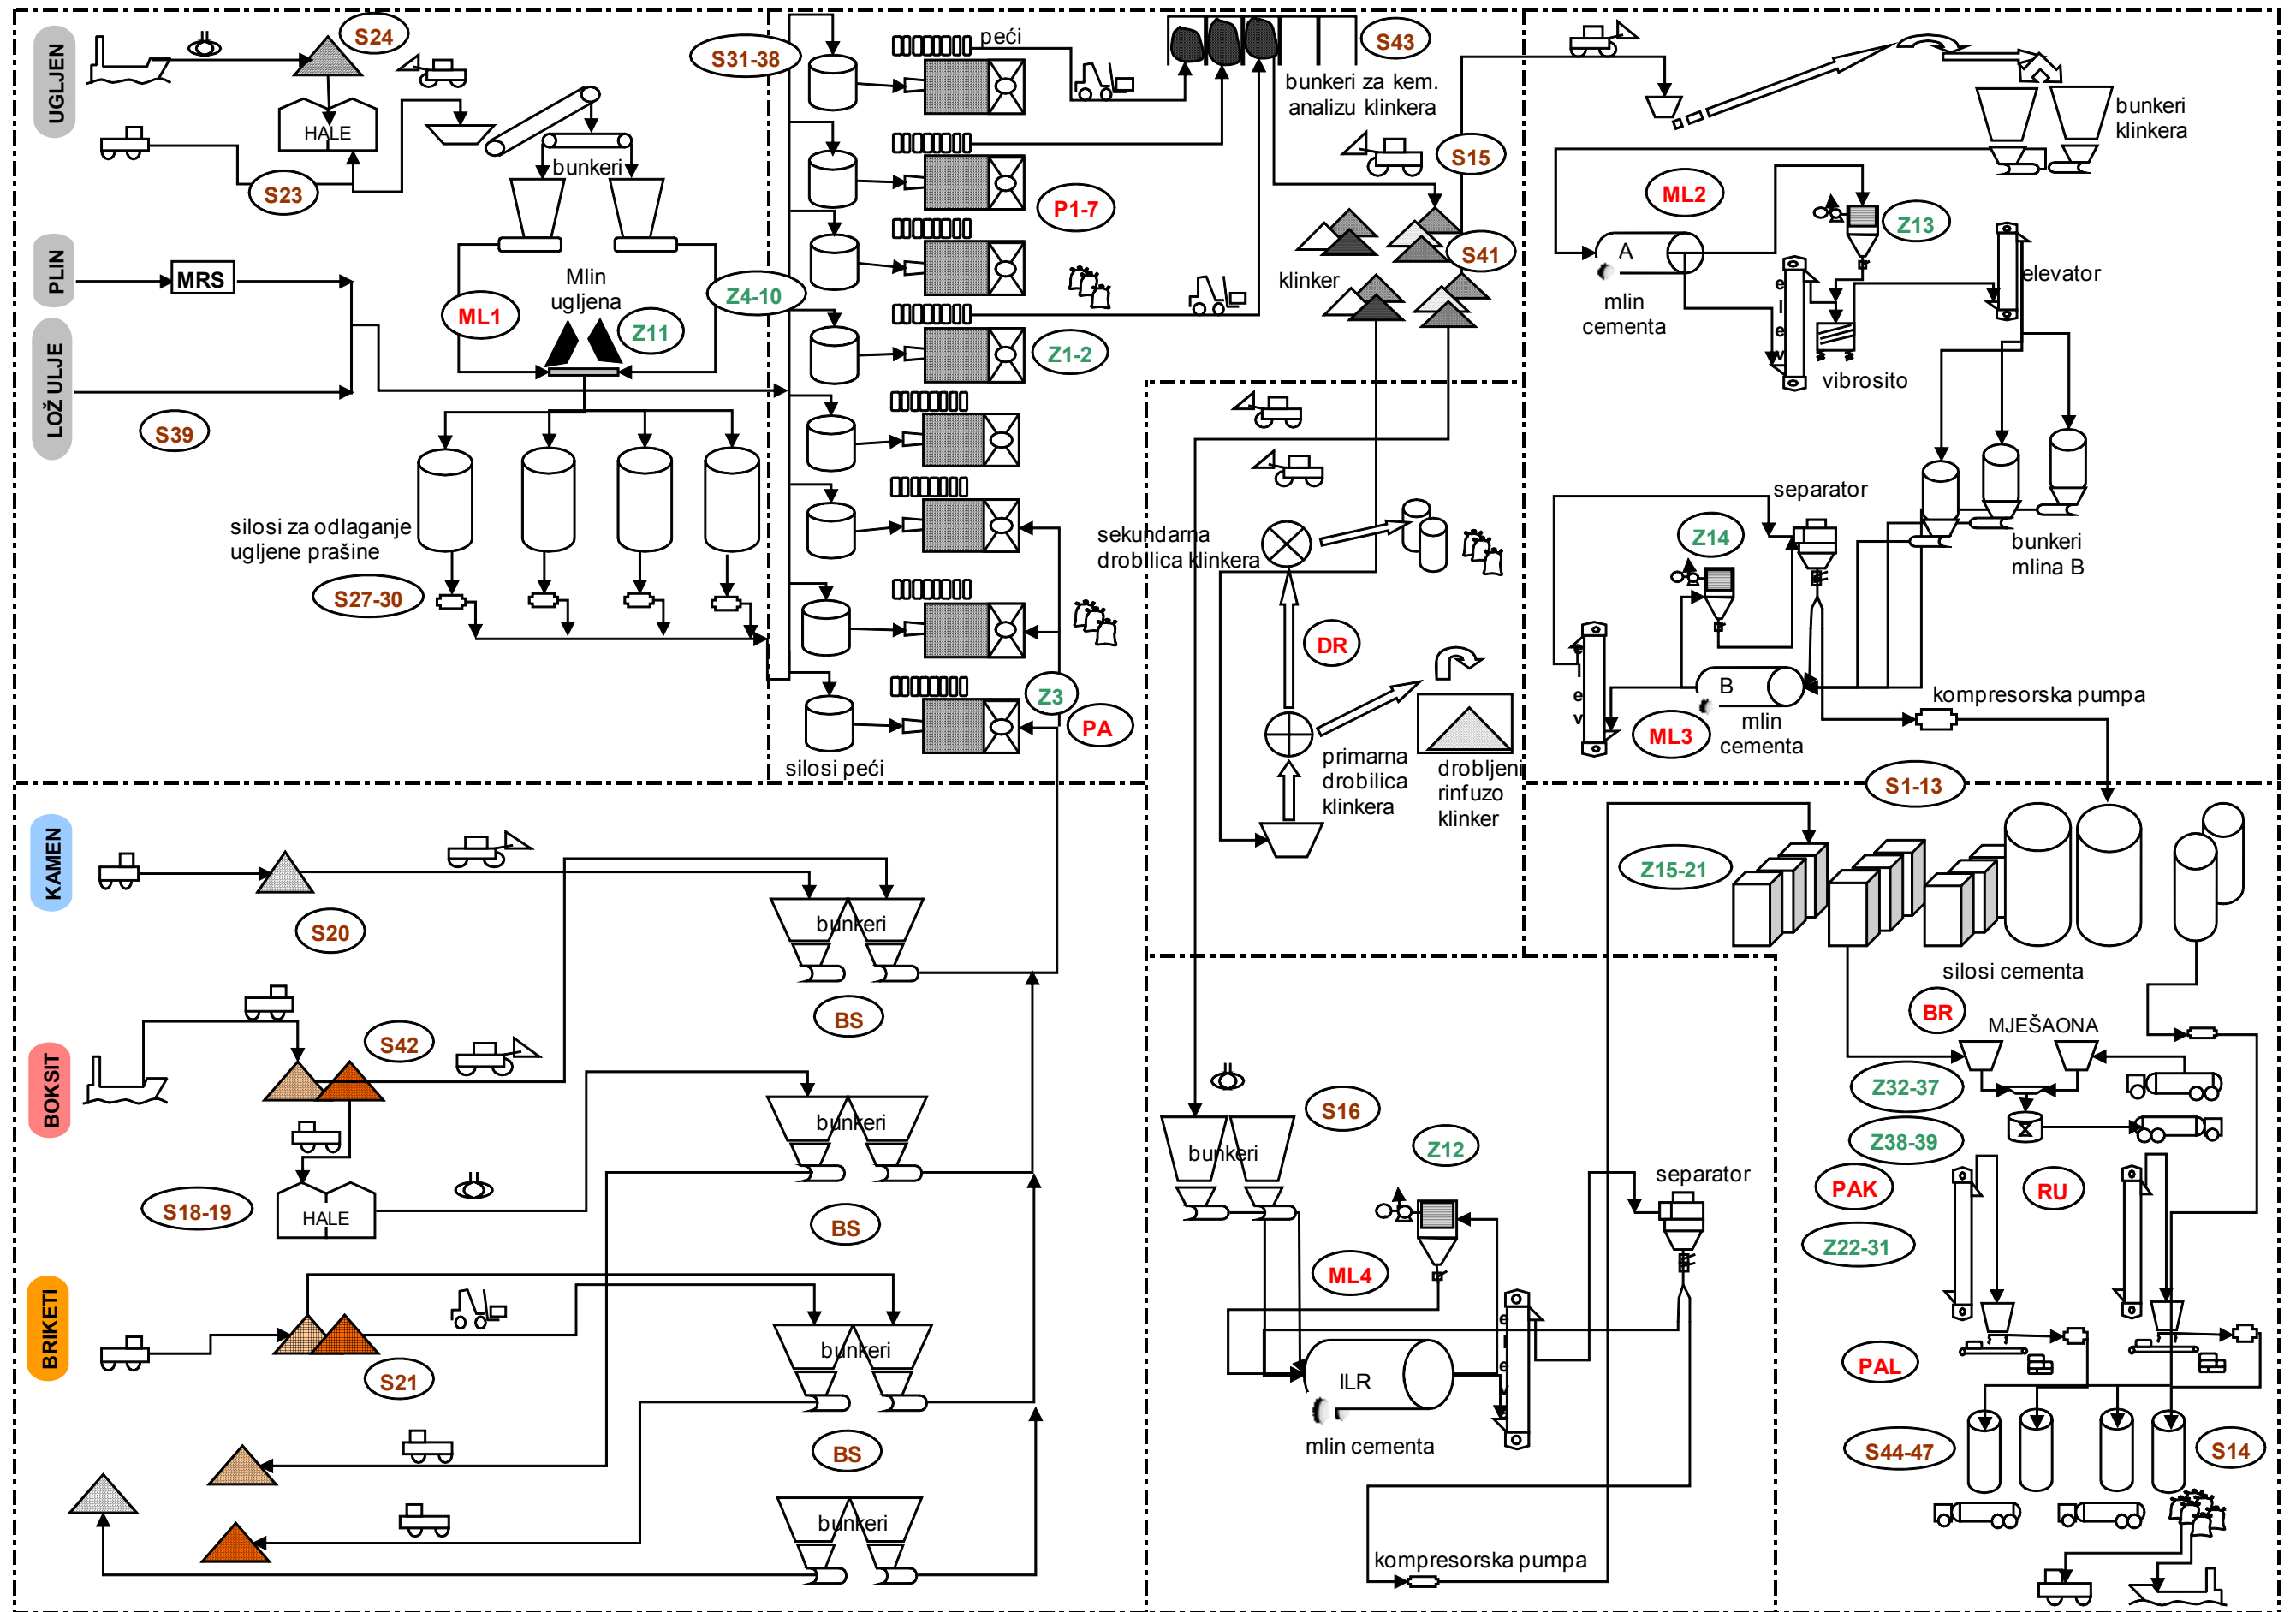 UGLJEN
S24
HALE
S23
bunkeri
PLIN
MRS
LOŽ ULJE
S39
ML1
Mlin
ugljena
Z11
silosi za odlaganje
ugljene prašine
S27-30
S31-38
peći
P1-7
Z4-10
Z1-2
Z3
PA
silosi peći
S43
bunkeri za kem.
analizu klinkera
S15
klinker
S41
sekundarna
drobilica klinkera
DR
primarna
drobilica
klinkera
drobljeni
rinfuzo
klinker
bunkeri
klinkera
ML2
Z13
A
mlin
cementa
elev
vibrosito
elevator
separator
Z14
bunkeri
mlina B
elev
B
ML3
mlin
cementa
kompresorska pumpa
KAMEN
S20
bunkeri
BS
BOKSIT
S42
bunkeri
S18-19
HALE
BS
BRIKETI
S21
bunkeri
BS
bunkeri
S16
bunkeri
Z12
separator
ML4
elev
ILR
mlin cementa
kompresorska pumpa
S1-13
Z15-21
silosi cementa
BR
MJEŠAONA
Z32-37
Z38-39
PAK
RU
Z22-31
PAL
S44-47
S14